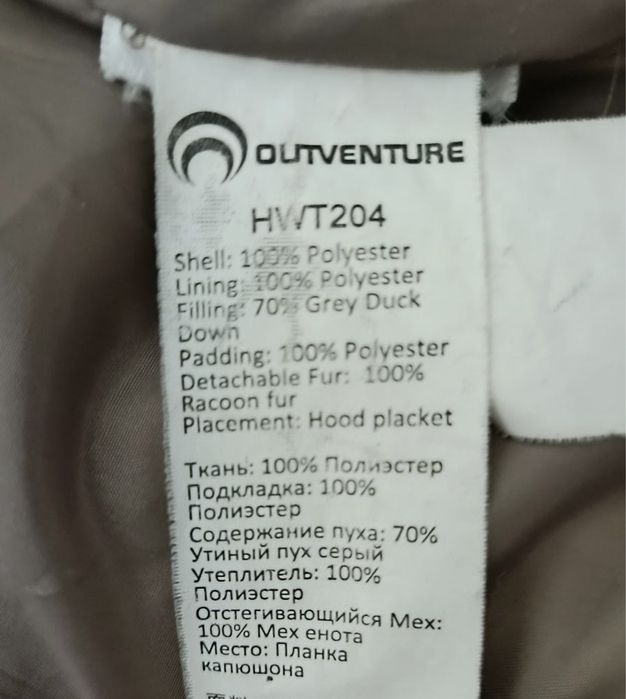 OUTVENTURE
HWT204
Shell: 100% Polyester
Lining: 100% Polyester
Filling: 70% Grey Duck
Down
Padding: 100% Polyester
Detachable Fur: 100%
Racoon fur
Placement: Hood placket
Ткань: 100% Полиэстер
Подкладка: 100%
Полиэстер
Содержание пуха: 70%
Утиный пух серый
Утеплитель: 100%
Полиэстер
Отстегивающийся Мех:
100% Мех енота
Место: Планка
капюшона